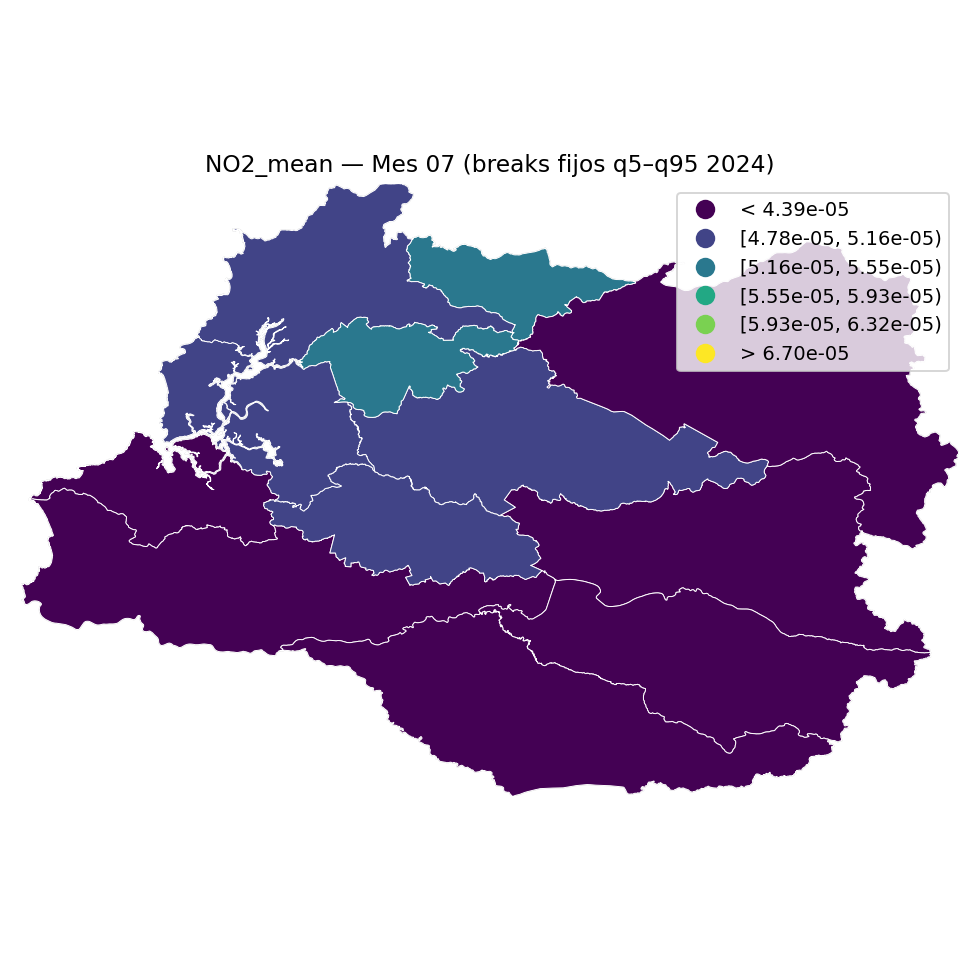 NO2_mean — Mes 07 (breaks fijos q5–q95 2024)
< 4.39e-05
[4.78e-05, 5.16e-05)
[5.16e-05, 5.55e-05)
[5.55e-05, 5.93e-05)
[5.93e-05, 6.32e-05)
> 6.70e-05